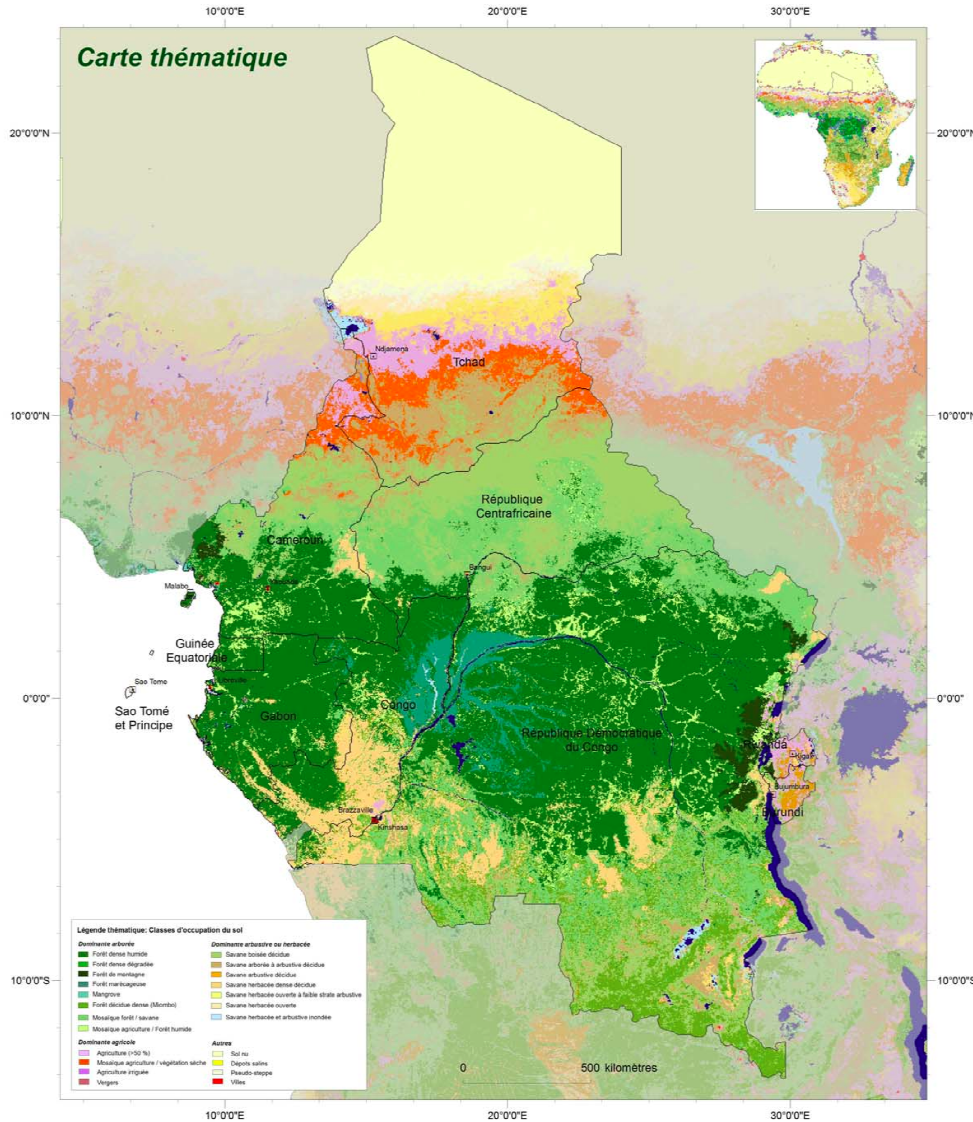 10°0'0"E 20°0'0"E 30°0'0"E
Carte thématique
20°0'0"N 20°0'0"N
Ndjamena
Tchad
10°0'0"N 10°0'0"N
République
Centrafricaine
Cameroun
Bangui
Malabo
Guinée
Equatoriale
Sao Tome
Libreville
0°0'0" 0°0'0"
Sao Tomé
et Principe
Gabon
Congo
République Démocratique
du Congo
Rwanda
Kigali
Bujumbura
Burundi
Brazzaville
Kinshasa
10°0'0"S 10°0'0"S
Légende thématique: Classes d'occupation du sol
Dominante arborée
Forêt dense humide
Forêt dense dégradée
Forêt de montagne
Forêt marécageuse
Mangrove
Forêt décidue dense (Miombo)
Mosaïque forêt / savane
Mosaïque agriculture / Forêt humide
Dominante agricole
Agriculture (>50 %)
Mosaïque agriculture / végétation sèche
Agriculture irriguée
Vergers
Dominante arbustive ou herbacée
Savane boisée décidue
Savane arborée à arbustive décidue
Savane arbustive décidue
Savane herbacée dense décidue
Savane herbacée ouverte à faible strate arbustive
Savane herbacée ouverte
Savane herbacée et arbustive inondée
Autres
Sol nu
Dépots salins
Pseudo-steppe
Villes
0 500 kilomètres
10°0'0"E 20°0'0"E 30°0'0"E